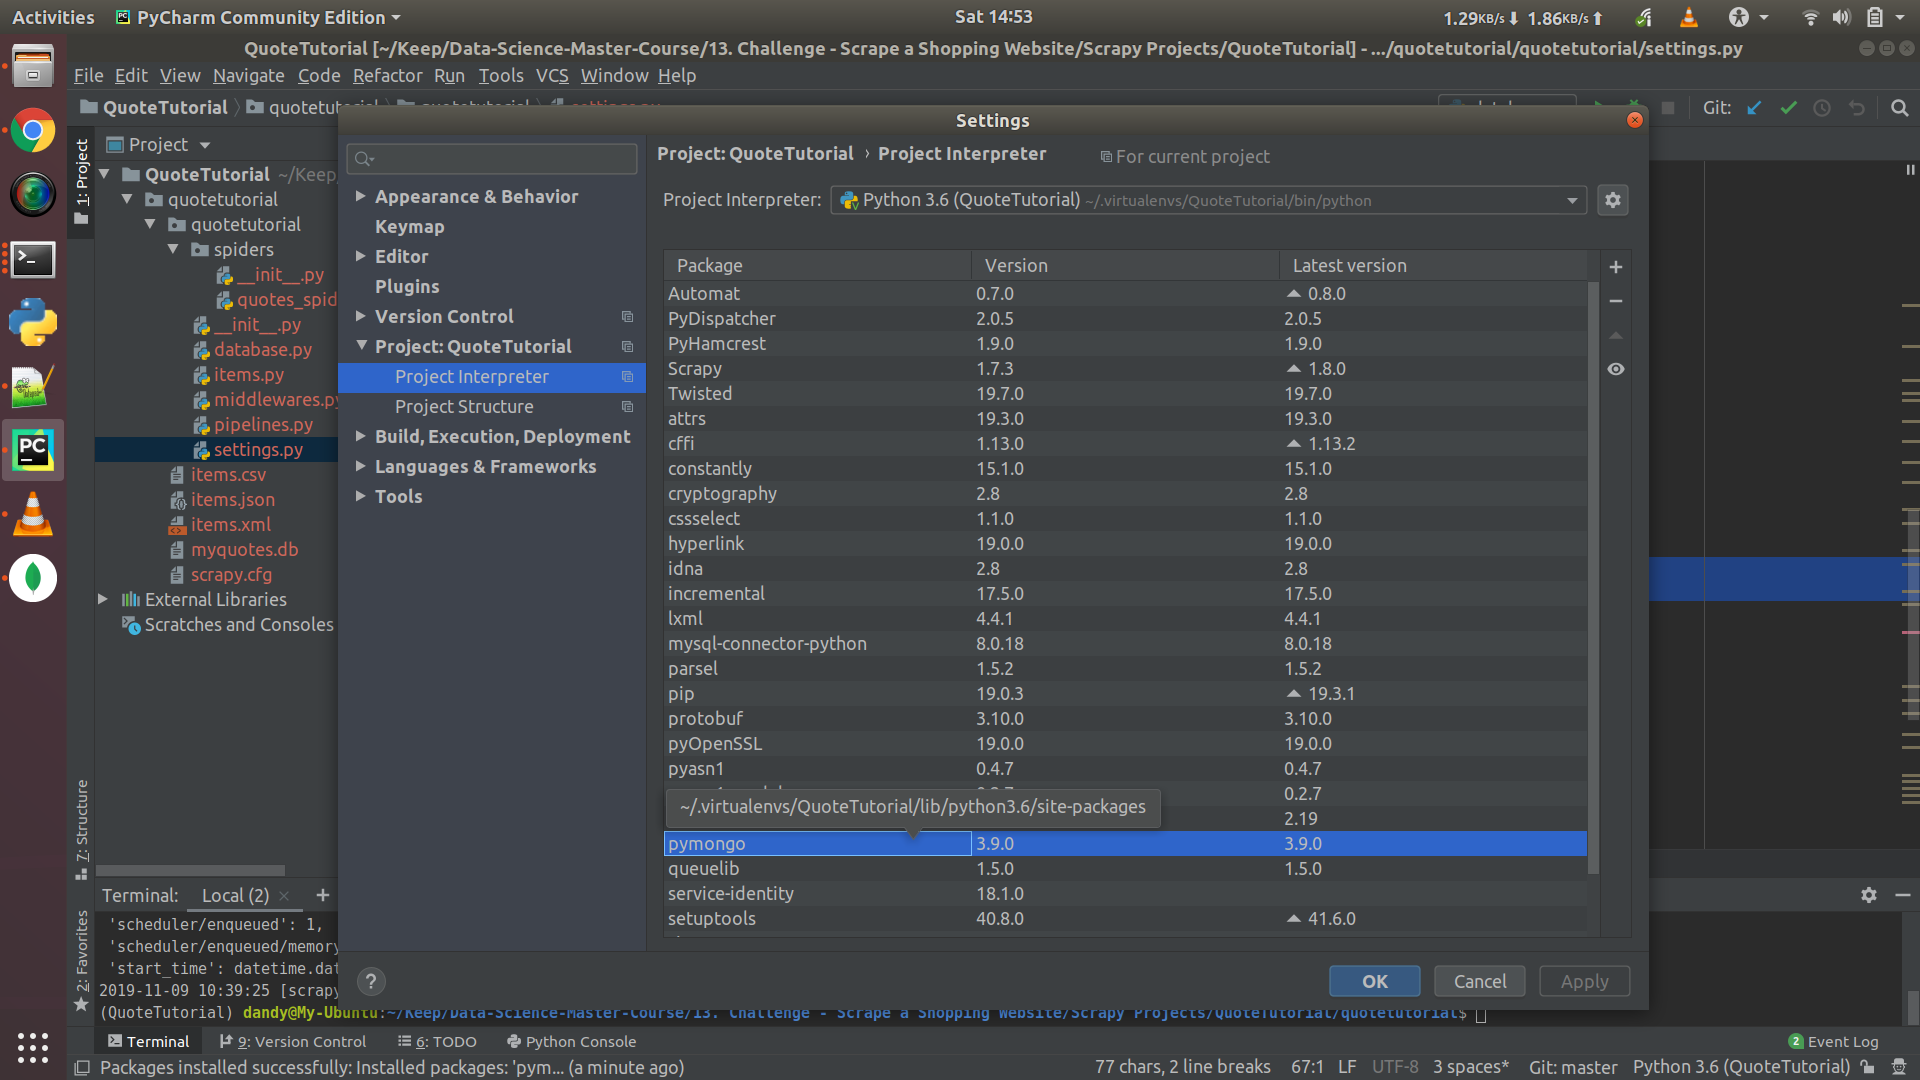 Activities PyCharm Community Edition Sat 14:53 1.29KB/s 1.86KB/s
QuoteTutorial [~/Keep/Data-Science-Master-Course/13. Challenge - Scrape a Shopping Website/Scrapy Projects/QuoteTutorial] - .../quotetutorial/quotetutorial/settings.py
File Edit View Navigate Code Refactor Run Tools VCS Window Help
QuoteTutorial Git:
1: Project
Project
QuoteTutorial ~/Keep
quotetutorial
quotetutorial
spiders
__init__.py
quotes_spid
__init__.py
database.py
items.py
middlewares.py
pipelines.py
settings.py
items.csv
items.json
items.xml
myquotes.db
scrapy.cfg
External Libraries
Scratches and Consoles
7: Structure
2: Favorites
Settings
Appearance & Behavior
Keymap
Editor
Plugins
Version Control
Project: QuoteTutorial
Project Interpreter
Project Structure
Build, Execution, Deployment
Languages & Frameworks
Tools
Project: QuoteTutorial › Project Interpreter For current project
Project Interpreter: Python 3.6 (QuoteTutorial) ~/.virtualenvs/QuoteTutorial/bin/python
Package Version Latest version
Automat 0.7.0 0.8.0
PyDispatcher 2.0.5 2.0.5
PyHamcrest 1.9.0 1.9.0
Scrapy 1.7.3 1.8.0
Twisted 19.7.0 19.7.0
attrs 19.3.0 19.3.0
cffi 1.13.0 1.13.2
constantly 15.1.0 15.1.0
cryptography 2.8 2.8
cssselect 1.1.0 1.1.0
hyperlink 19.0.0 19.0.0
idna 2.8 2.8
incremental 17.5.0 17.5.0
lxml 4.4.1 4.4.1
mysql-connector-python 8.0.18 8.0.18
parsel 1.5.2 1.5.2
pip 19.0.3 19.3.1
protobuf 3.10.0 3.10.0
pyOpenSSL 19.0.0 19.0.0
pyasn1 0.4.7 0.4.7
0.2.7
~/.virtualenvs/QuoteTutorial/lib/python3.6/site-packages
2.19
pymongo 3.9.0 3.9.0
queuelib 1.5.0 1.5.0
service-identity 18.1.0
setuptools 40.8.0 41.6.0
? OK Cancel Apply
Terminal: Local (2)
'scheduler/enqueued': 1,
'scheduler/enqueued/memory
'start_time': datetime.dat
2019-11-09 10:39:25 [scrapy
(QuoteTutorial) dandy@My-Ubuntu:~/Keep/Data-Science-Master-Course/13. Challenge - Scrape a Shopping Website/Scrapy Projects/QuoteTutorial/quotetutorial$
Terminal 9: Version Control 6: TODO Python Console 2 Event Log
Packages installed successfully: Installed packages: 'pym... (a minute ago) 77 chars, 2 line breaks 67:1 LF UTF-8 3 spaces* Git: master Python 3.6 (QuoteTutorial)